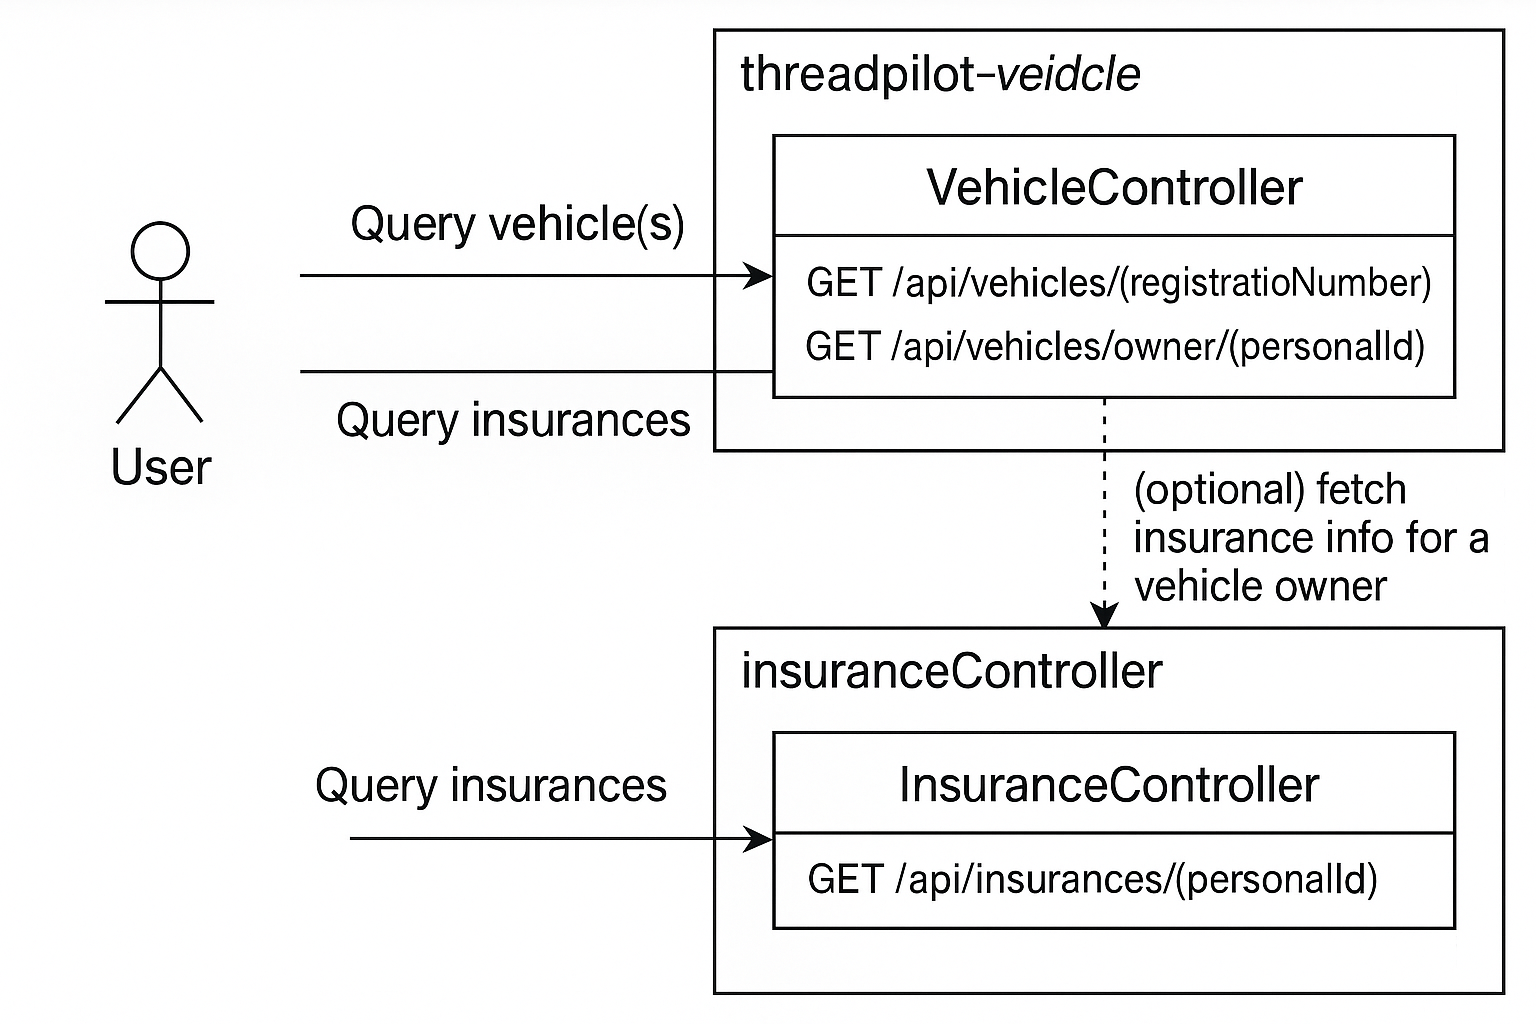 threadpilot–veidcle
VehicleController
Query vehicle(s)
GET /api/vehicles/(registratioNumber)
GET /api/vehicles/owner/(personalId)
Query insurances
User
(optional) fetch
insurance info for a
vehicle owner
insuranceController
InsuranceController
Query insurances
GET /api/insurances/(personalId)